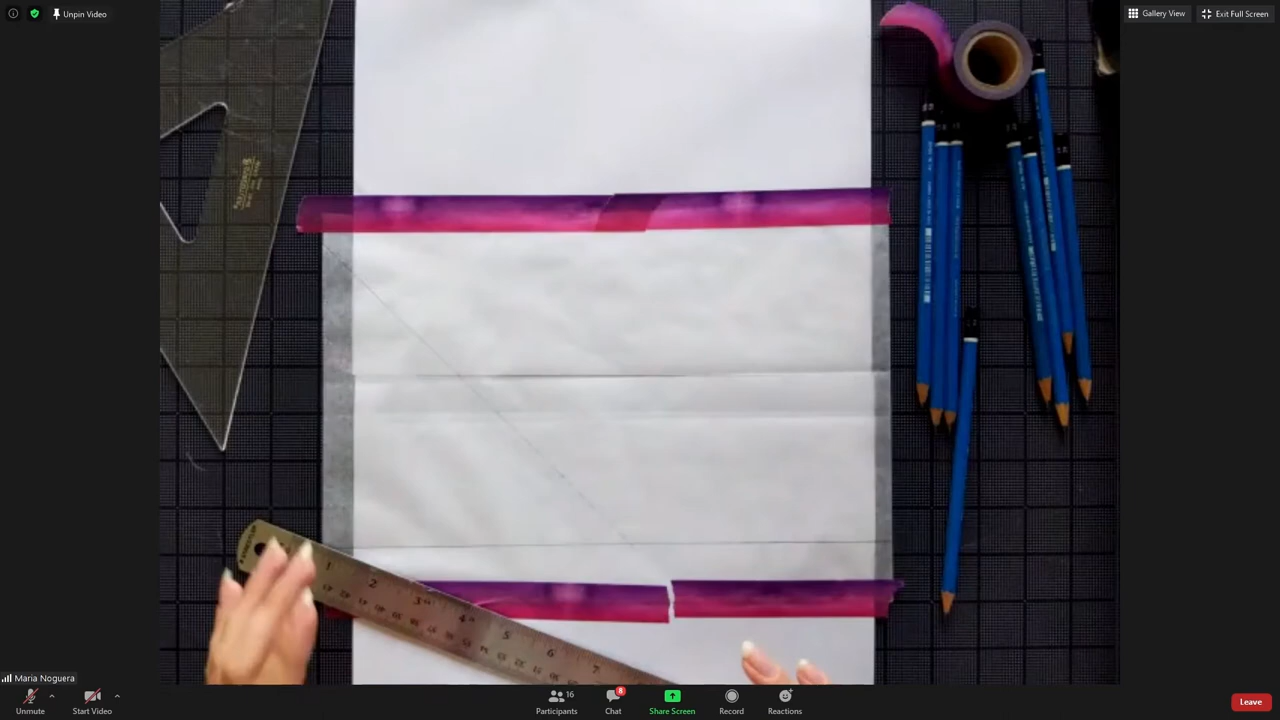 Unpin Video
Gallery View
Exit Full Screen
1
2
3
4
5
6
7
Maria Noguera
Unmute
Start Video
16
Participants
8
Chat
Share Screen
Record
Reactions
Leave